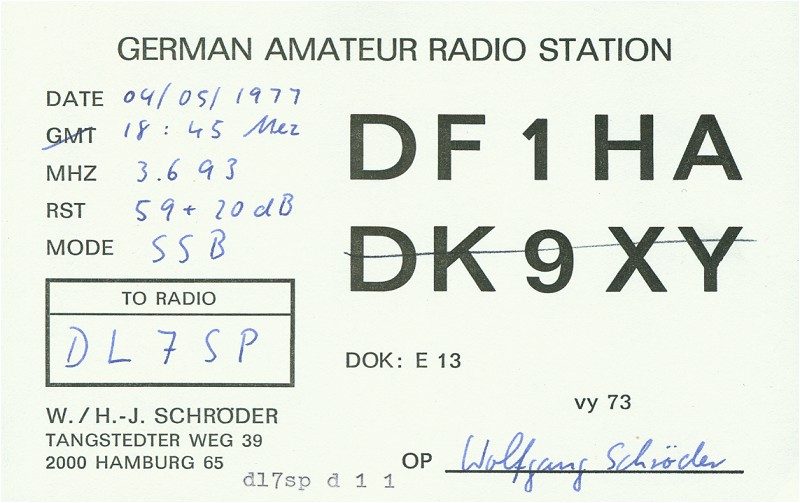 GERMAN AMATEUR RADIO STATION
DATE 04/05/1977
GMT 18:45 Mez
MHZ 3.693
RST 59+20dB
MODE SSB
DF1HA
DK9XY
TO RADIO
DL7SP
DOK: E 13
vy 73
W./H.-J. SCHRÖDER
TANGSTEDTER WEG 39
2000 HAMBURG 65
OP Wolfgang Schröder
dl7sp d 1 1